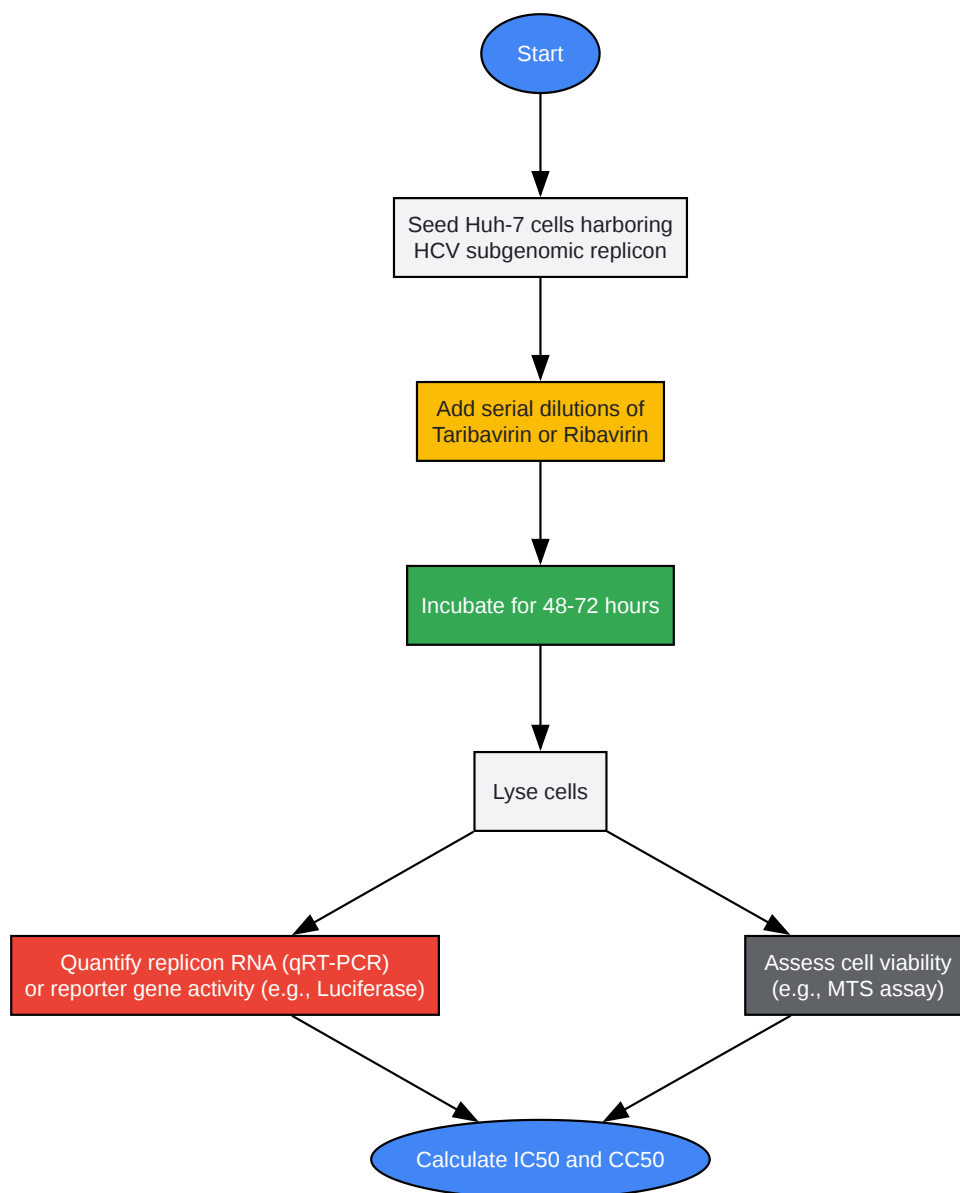 Start
Seed Huh-7 cells harboring
HCV subgenomic replicon
Add serial dilutions of
Taribavirin or Ribavirin
Incubate for 48-72 hours
Lyse cells
Quantify replicon RNA (qRT-PCR)
or reporter gene activity (e.g., Luciferase)
Assess cell viability
(e.g., MTS assay)
Calculate IC50 and CC50